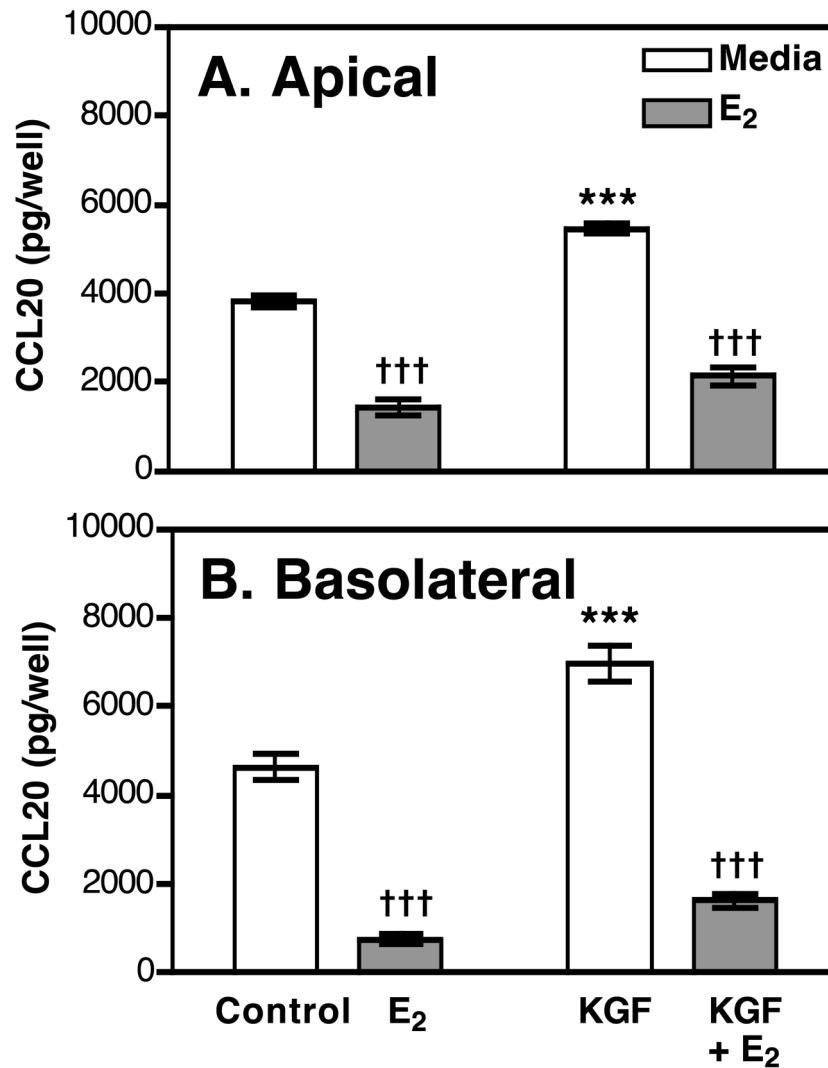 10000
A. Apical
Media
E₂
8000
6000
4000
2000
0
CCL20 (pg/well)
***
†††
†††
10000
B. Basolateral
8000
6000
4000
2000
0
CCL20 (pg/well)
***
†††
†††
Control E₂ KGF KGF
+ E₂